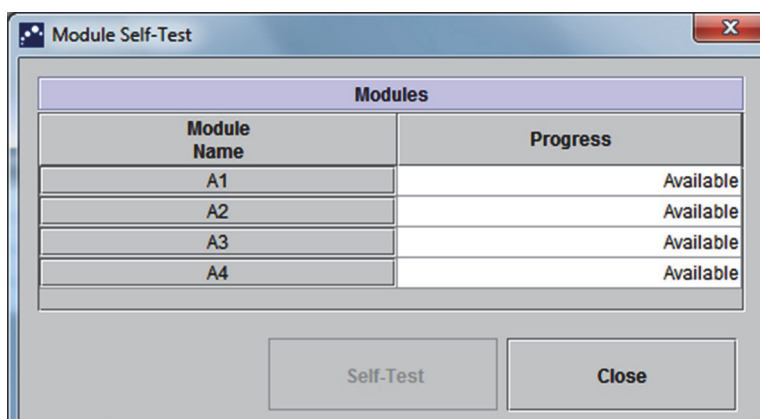 Module Self-Test
x
Modules
Module
Name
Progress
A1 Available
A2 Available
A3 Available
A4 Available
Self-Test Close